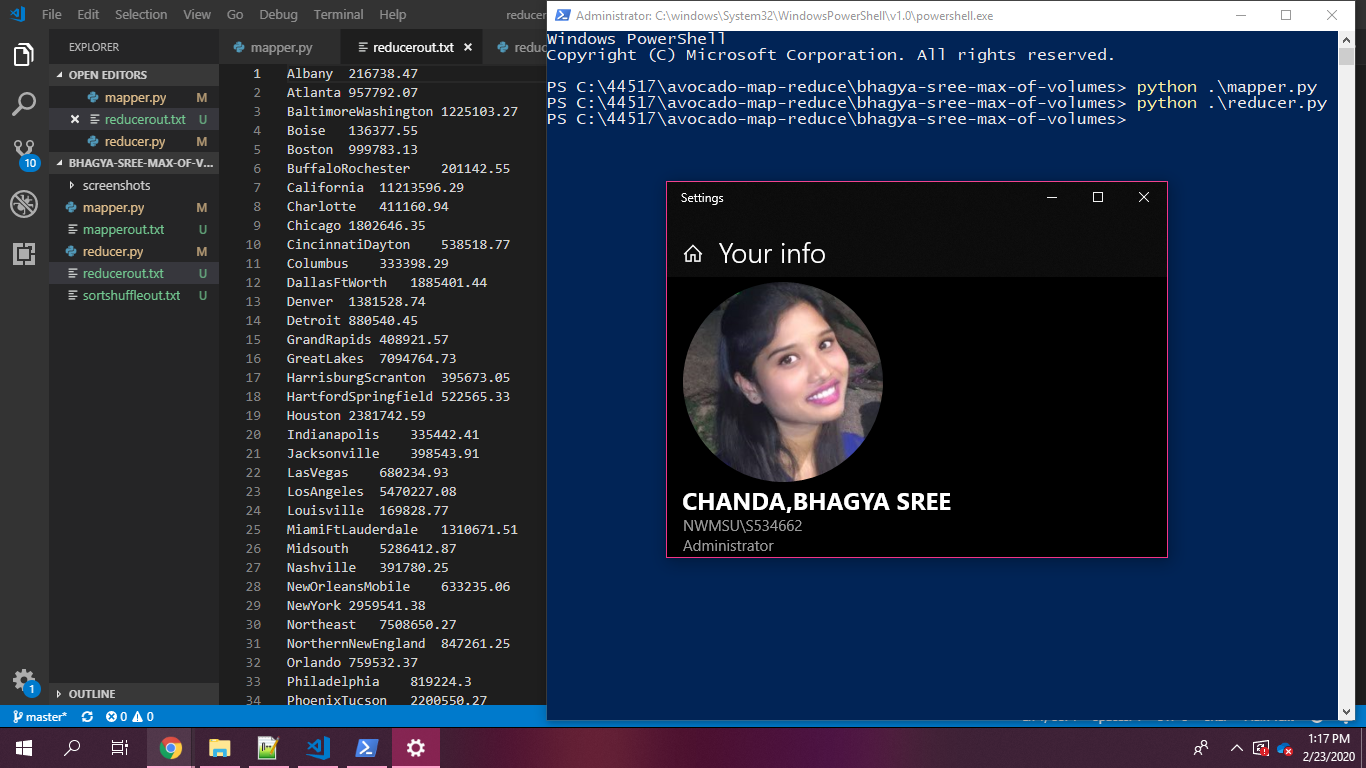 File Edit Selection View Go Debug Terminal Help
EXPLORER
OPEN EDITORS
mapper.py M
reducerout.txt U
reducer.py M
BHAGYA-SREE-MAX-OF-V...
screenshots
mapper.py M
mapperout.txt U
reducer.py M
reducerout.txt U
sortshuffleout.txt U
OUTLINE
10
1
mapper.py reducerout.txt
1 Albany 216738.47
2 Atlanta 957792.07
3 BaltimoreWashington 1225103.27
4 Boise 136377.55
5 Boston 999783.13
6 BuffaloRochester 201142.55
7 California 11213596.29
8 Charlotte 411160.94
9 Chicago 1802646.35
10 CincinnatiDayton 538518.77
11 Columbus 333398.29
12 DallasFtWorth 1885401.44
13 Denver 1381528.74
14 Detroit 880540.45
15 GrandRapids 408921.57
16 GreatLakes 7094764.73
17 HarrisburgScranton 395673.05
18 HartfordSpringfield 522565.33
19 Houston 2381742.59
20 Indianapolis 335442.41
21 Jacksonville 398543.91
22 LasVegas 680234.93
23 LosAngeles 5470227.08
24 Louisville 169828.77
25 MiamiFtLauderdale 1310671.51
26 Midsouth 5286412.87
27 Nashville 391780.25
28 NewOrleansMobile 633235.06
29 NewYork 2959541.38
30 Northeast 7508650.27
31 NorthernNewEngland 847261.25
32 Orlando 759532.37
33 Philadelphia 819224.3
34 PhoenixTucson 2200550.27
Administrator: C:\windows\System32\WindowsPowerShell\v1.0\powershell.exe
Windows PowerShell
Copyright (C) Microsoft Corporation. All rights reserved.
PS C:\44517\avocado-map-reduce\bhagya-sree-max-of-volumes> python .\mapper.py
PS C:\44517\avocado-map-reduce\bhagya-sree-max-of-volumes> python .\reducer.py
PS C:\44517\avocado-map-reduce\bhagya-sree-max-of-volumes>
Settings
Your info
CHANDA,BHAGYA SREE
NWMSU\S534662
Administrator
master* 0 0
1:17 PM
2/23/2020